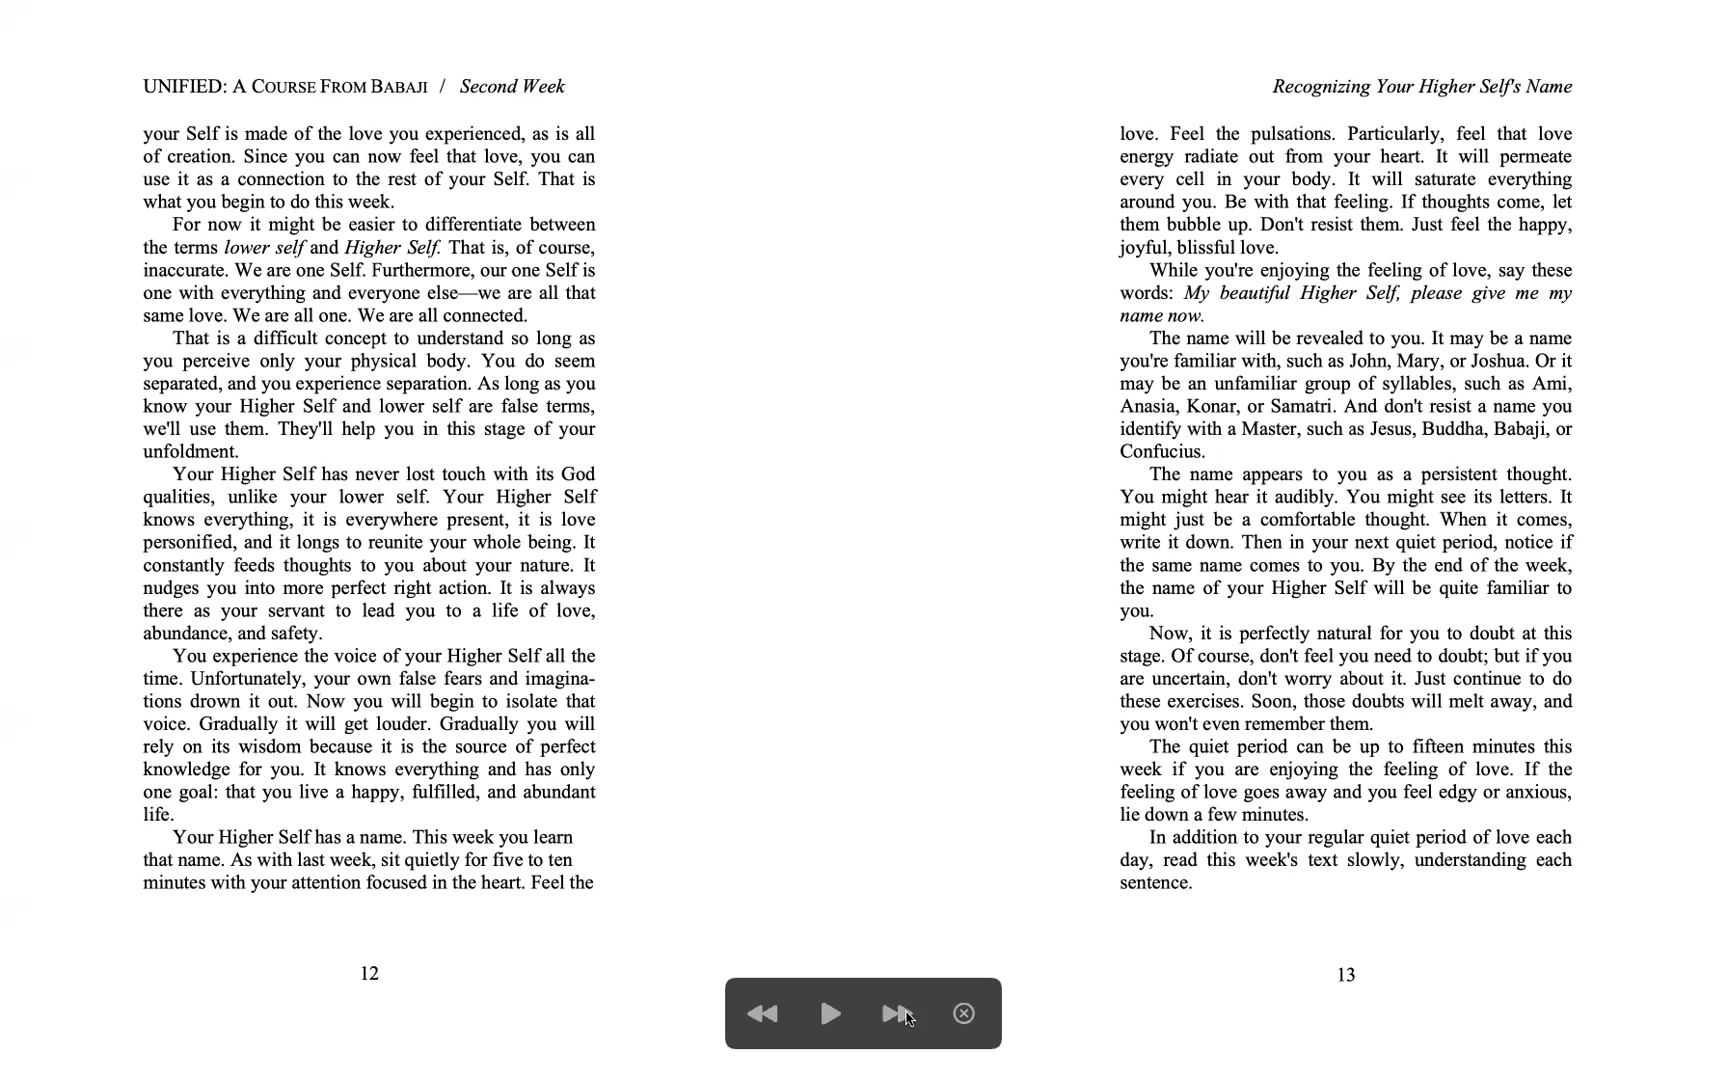 UNIFIED: A COURSE FROM BABAJI / Second Week
your Self is made of the love you experienced, as is all
of creation. Since you can now feel that love, you can
use it as a connection to the rest of your Self. That is
what you begin to do this week.
For now it might be easier to differentiate between
the terms lower self and Higher Self. That is, of course,
inaccurate. We are one Self. Furthermore, our one Self is
one with everything and everyone else—we are all that
same love. We are all one. We are all connected.
That is a difficult concept to understand so long as
you perceive only your physical body. You do seem
separated, and you experience separation. As long as you
know your Higher Self and lower self are false terms,
we'll use them. They'll help you in this stage of your
unfoldment.
Your Higher Self has never lost touch with its God
qualities, unlike your lower self. Your Higher Self
knows everything, it is everywhere present, it is love
personified, and it longs to reunite your whole being. It
constantly feeds thoughts to you about your nature. It
nudges you into more perfect right action. It is always
there as your servant to lead you to a life of love,
abundance, and safety.
You experience the voice of your Higher Self all the
time. Unfortunately, your own false fears and imagina-
tions drown it out. Now you will begin to isolate that
voice. Gradually it will get louder. Gradually you will
rely on its wisdom because it is the source of perfect
knowledge for you. It knows everything and has only
one goal: that you live a happy, fulfilled, and abundant
life.
Your Higher Self has a name. This week you learn
that name. As with last week, sit quietly for five to ten
minutes with your attention focused in the heart. Feel the
12
Recognizing Your Higher Self's Name
love. Feel the pulsations. Particularly, feel that love
energy radiate out from your heart. It will permeate
every cell in your body. It will saturate everything
around you. Be with that feeling. If thoughts come, let
them bubble up. Don't resist them. Just feel the happy,
joyful, blissful love.
While you're enjoying the feeling of love, say these
words: My beautiful Higher Self, please give me my
name now.
The name will be revealed to you. It may be a name
you're familiar with, such as John, Mary, or Joshua. Or it
may be an unfamiliar group of syllables, such as Ami,
Anasia, Konar, or Samatri. And don't resist a name you
identify with a Master, such as Jesus, Buddha, Babaji, or
Confucius.
The name appears to you as a persistent thought.
You might hear it audibly. You might see its letters. It
might just be a comfortable thought. When it comes,
write it down. Then in your next quiet period, notice if
the same name comes to you. By the end of the week,
the name of your Higher Self will be quite familiar to
you.
Now, it is perfectly natural for you to doubt at this
stage. Of course, don't feel you need to doubt; but if you
are uncertain, don't worry about it. Just continue to do
these exercises. Soon, those doubts will melt away, and
you won't even remember them.
The quiet period can be up to fifteen minutes this
week if you are enjoying the feeling of love. If the
feeling of love goes away and you feel edgy or anxious,
lie down a few minutes.
In addition to your regular quiet period of love each
day, read this week's text slowly, understanding each
sentence.
13